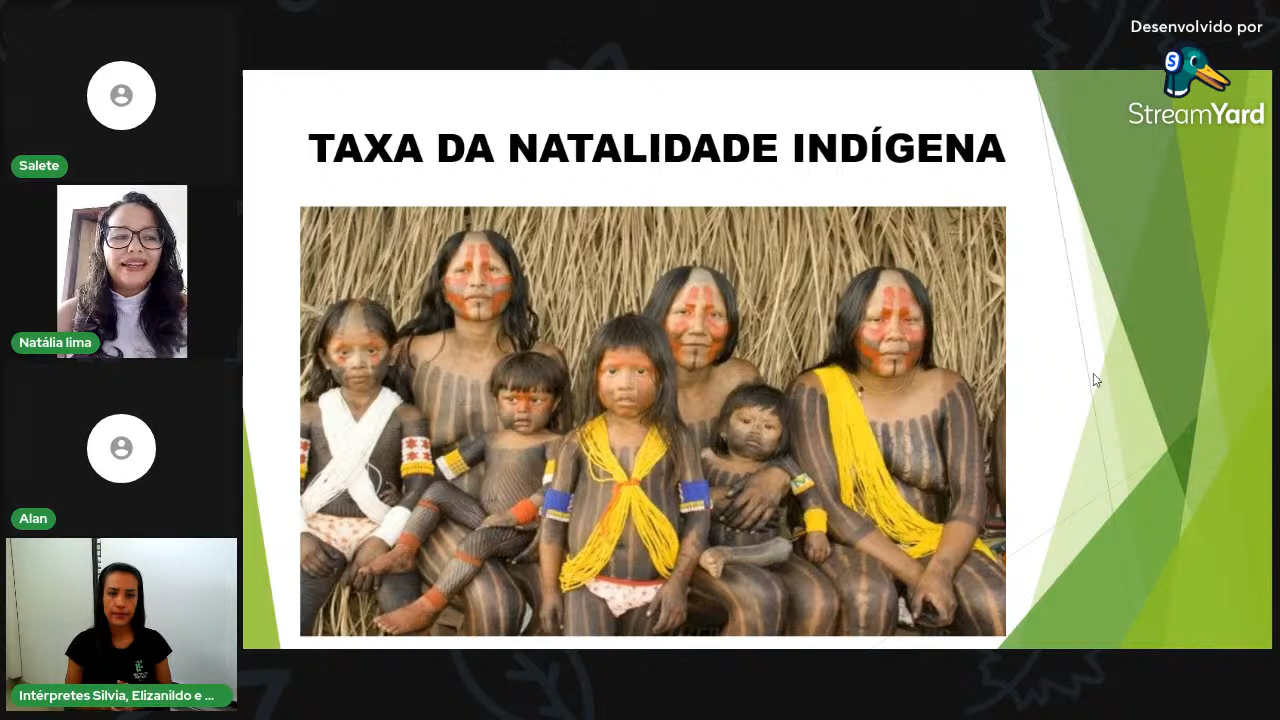 Desenvolvido por
S
StreamYard
Salete
TAXA DA NATALIDADE INDÍGENA
Natália lima
Alan
Intérpretes Silvia, Elizanildo e ...